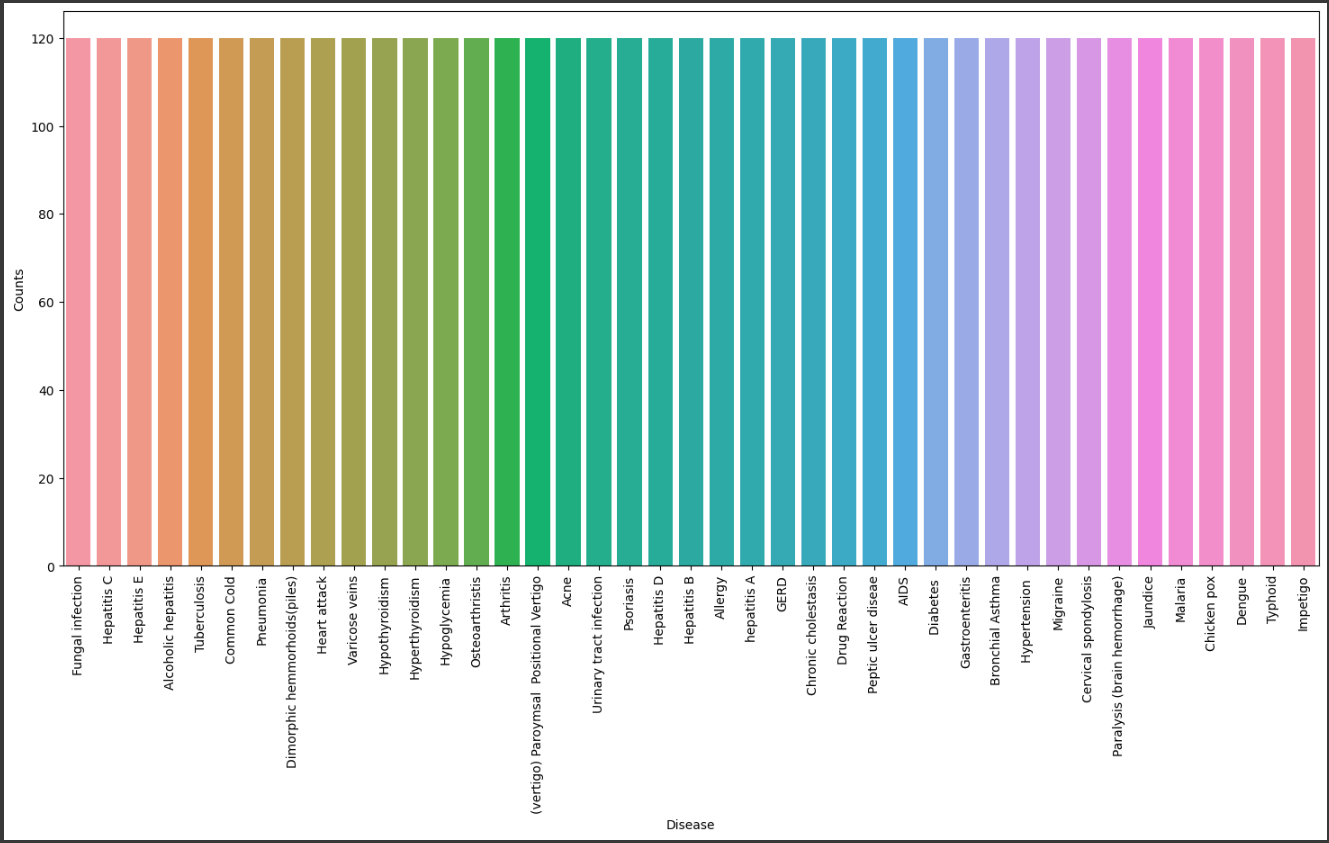 120
100
80
60
40
20
0
Counts
Fungal infection
Hepatitis C
Hepatitis E
Alcoholic hepatitis
Tuberculosis
Common Cold
Pneumonia
Dimorphic hemmorhoids(piles)
Heart attack
Varicose veins
Hypothyroidism
Hyperthyroidism
Hypoglycemia
Osteoarthristis
Arthritis
(vertigo) Paroymsal  Positional Vertigo
Acne
Urinary tract infection
Psoriasis
Hepatitis D
Hepatitis B
Allergy
hepatitis A
GERD
Chronic cholestasis
Drug Reaction
Peptic ulcer diseae
AIDS
Diabetes
Gastroenteritis
Bronchial Asthma
Hypertension
Migraine
Cervical spondylosis
Paralysis (brain hemorrhage)
Jaundice
Malaria
Chicken pox
Dengue
Typhoid
Impetigo
Disease